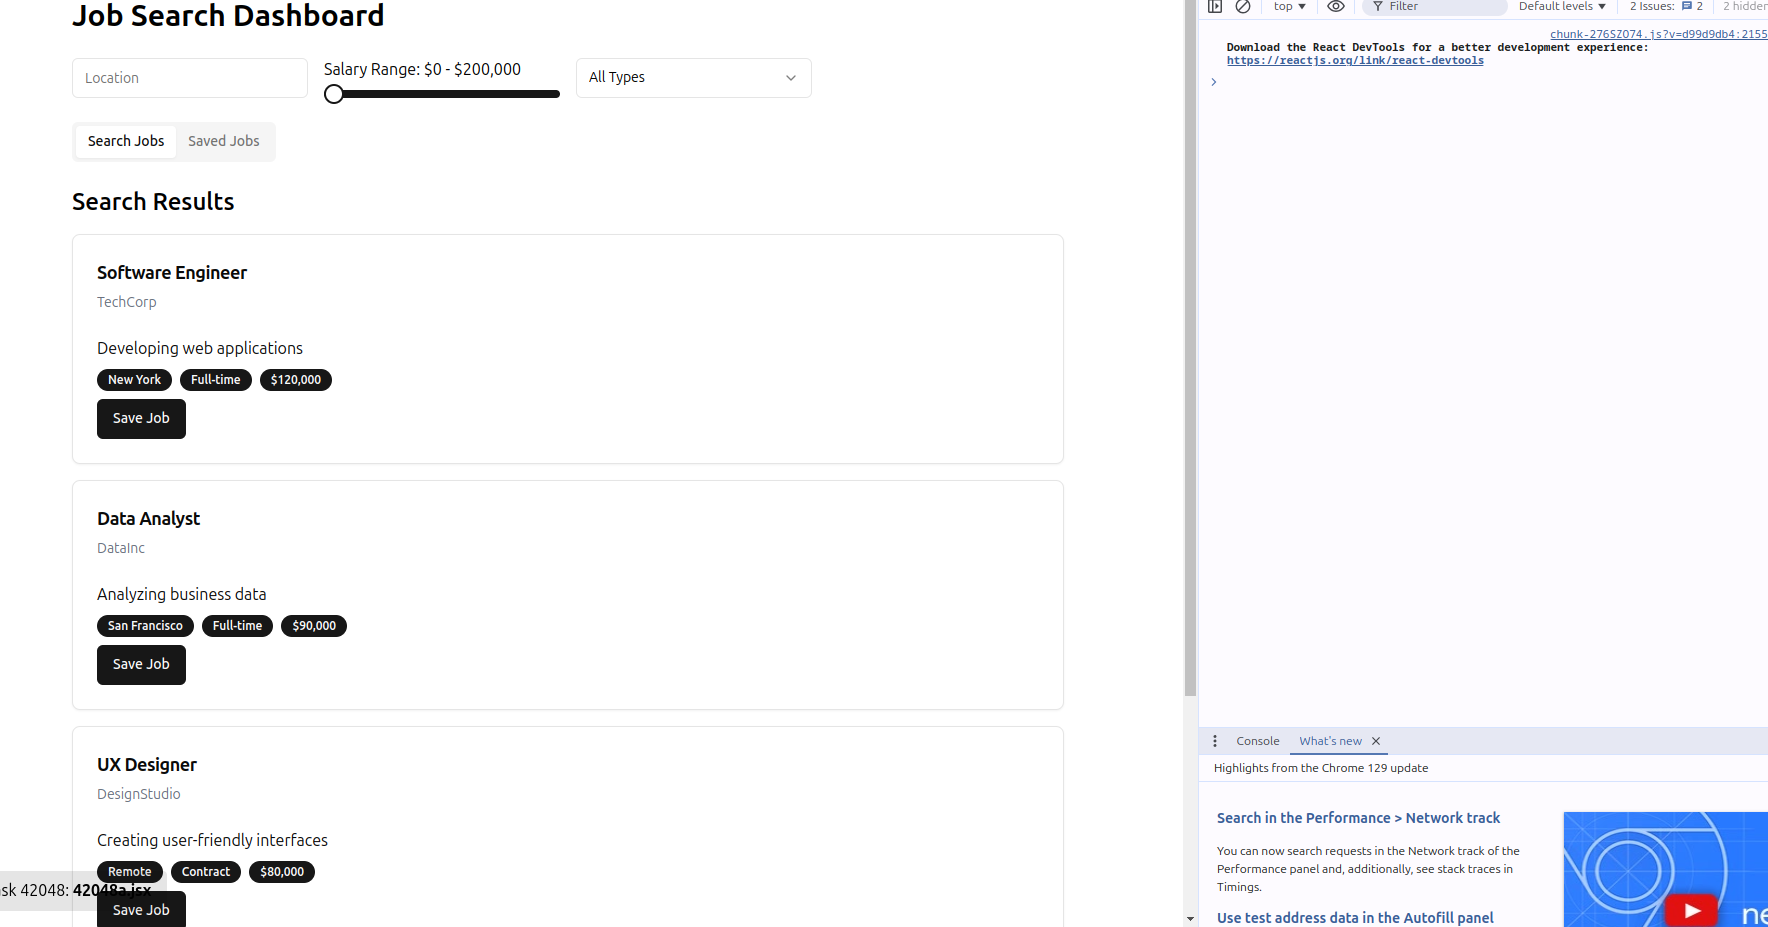 Job Search Dashboard
Location
Salary Range: $0 - $200,000
All Types
Search Jobs
Saved Jobs
Search Results
Software Engineer
TechCorp
Developing web applications
New York
Full-time
$120,000
Save Job
Data Analyst
DataInc
Analyzing business data
San Francisco
Full-time
$90,000
Save Job
UX Designer
DesignStudio
Creating user-friendly interfaces
Remote
Contract
$80,000
sk 42048: 42048a.jsx
Save Job
top
Filter
Default levels
2 Issues:
2
2 hidden
chunk-276SZO74.js?v=d99d9db4:2155
Download the React DevTools for a better development experience:
https://reactjs.org/link/react-devtools
Console
What's new
Highlights from the Chrome 129 update
Search in the Performance > Network track
You can now search requests in the Network track of the
Performance panel and, additionally, see stack traces in
Timings.
Use test address data in the Autofill panel
ne